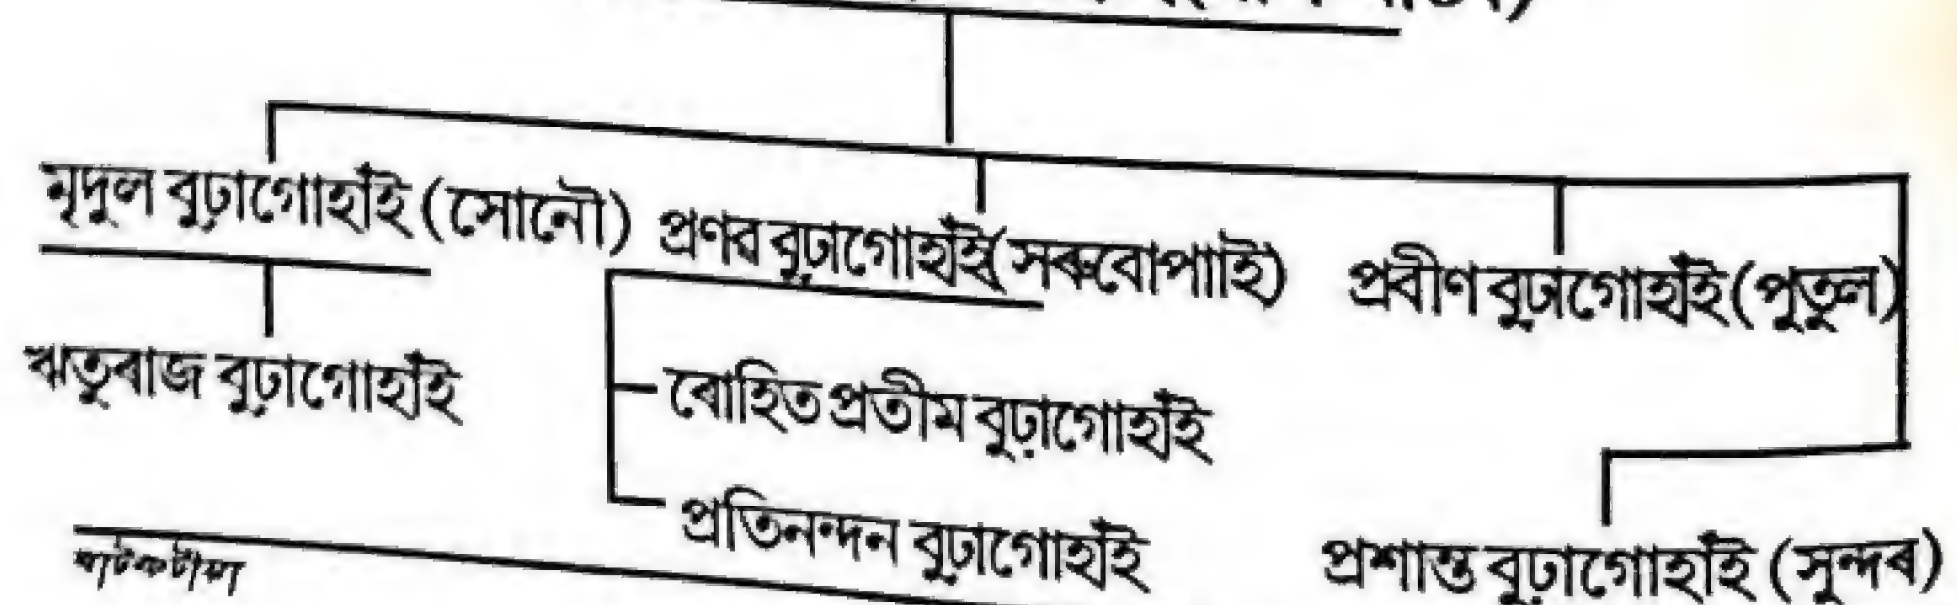 মৃদুল বুঢ়াগোহাঁই (সোনৌ)
প্ৰণৱ বুঢ়াগোহাঁই (সৰুবোপাই)
প্ৰবীণ বুঢ়াগোহাঁই (পুতুল)
ঋতুৰাজ বুঢ়াগোহাঁই
ৰোহিত প্ৰতীম বুঢ়াগোহাঁই
প্ৰতিনন্দন বুঢ়াগোহাঁই
প্ৰশান্ত বুঢ়াগোহাঁই (সুন্দৰ)